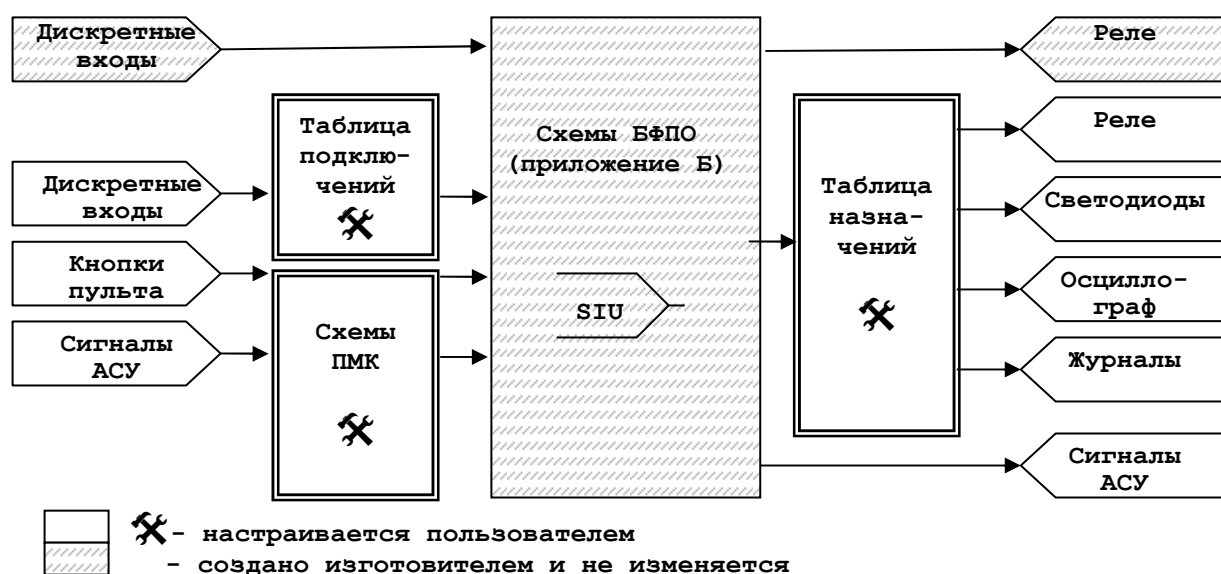 Дискретные
входы
Реле
Таблица
подклю-
чений
Схемы БФПО
(приложение Б)
Реле
Дискретные
входы
Таблица
назна-
чений
Светодиоды
Кнопки
пульта
SIU
Осцилло-
граф
Сигналы
АСУ
Схемы
ПМК
Журналы
Сигналы
АСУ
- настраивается пользователем
- создано изготовителем и не изменяется